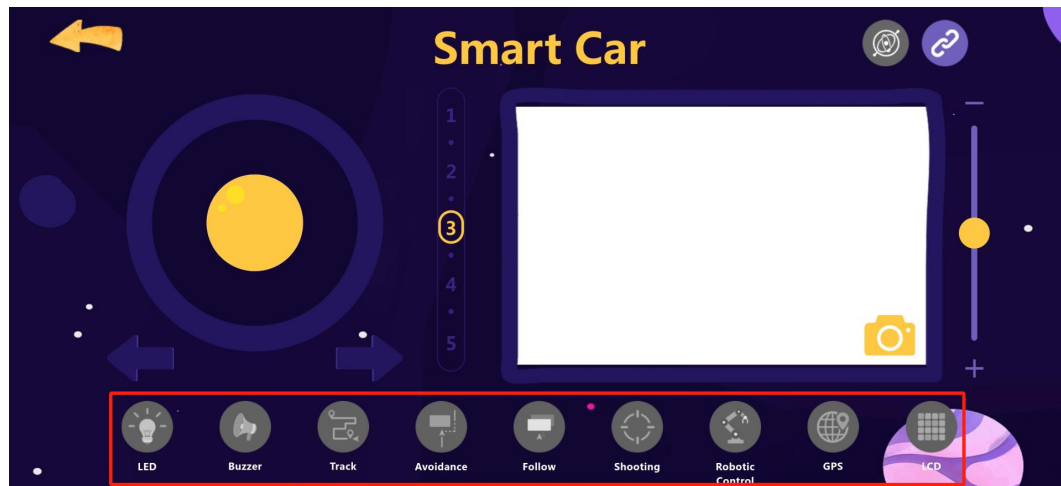 Smart Car
1
2
3
4
5
−
+
LED
Buzzer
Track
Avoidance
Follow
Shooting
Robotic
Control
GPS
LCD